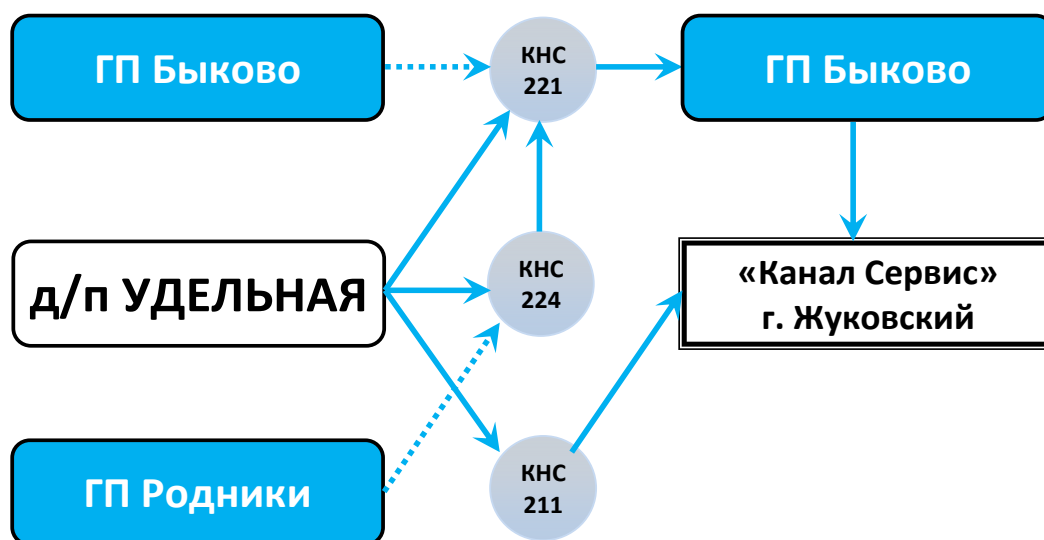 ГП Быково
КНС
221
ГП Быково
д/п УДЕЛЬНАЯ
КНС
224
«Канал Сервис»
г. Жуковский
ГП Родники
КНС
211